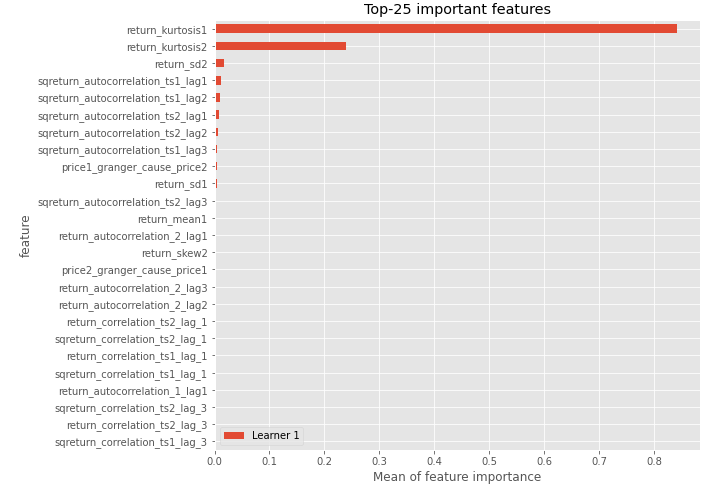 Top-25 important features
return_kurtosis1
return_kurtosis2
return_sd2
sqreturn_autocorrelation_ts1_lag1
sqreturn_autocorrelation_ts1_lag2
sqreturn_autocorrelation_ts2_lag1
sqreturn_autocorrelation_ts2_lag2
sqreturn_autocorrelation_ts1_lag3
price1_granger_cause_price2
return_sd1
sqreturn_autocorrelation_ts2_lag3
return_mean1
return_autocorrelation_2_lag1
return_skew2
price2_granger_cause_price1
return_autocorrelation_2_lag3
return_autocorrelation_2_lag2
return_correlation_ts2_lag_1
sqreturn_correlation_ts2_lag_1
return_correlation_ts1_lag_1
sqreturn_correlation_ts1_lag_1
return_autocorrelation_1_lag1
sqreturn_correlation_ts2_lag_3
return_correlation_ts2_lag_3
sqreturn_correlation_ts1_lag_3
feature
Learner 1
0.0 0.1 0.2 0.3 0.4 0.5 0.6 0.7 0.8
Mean of feature importance